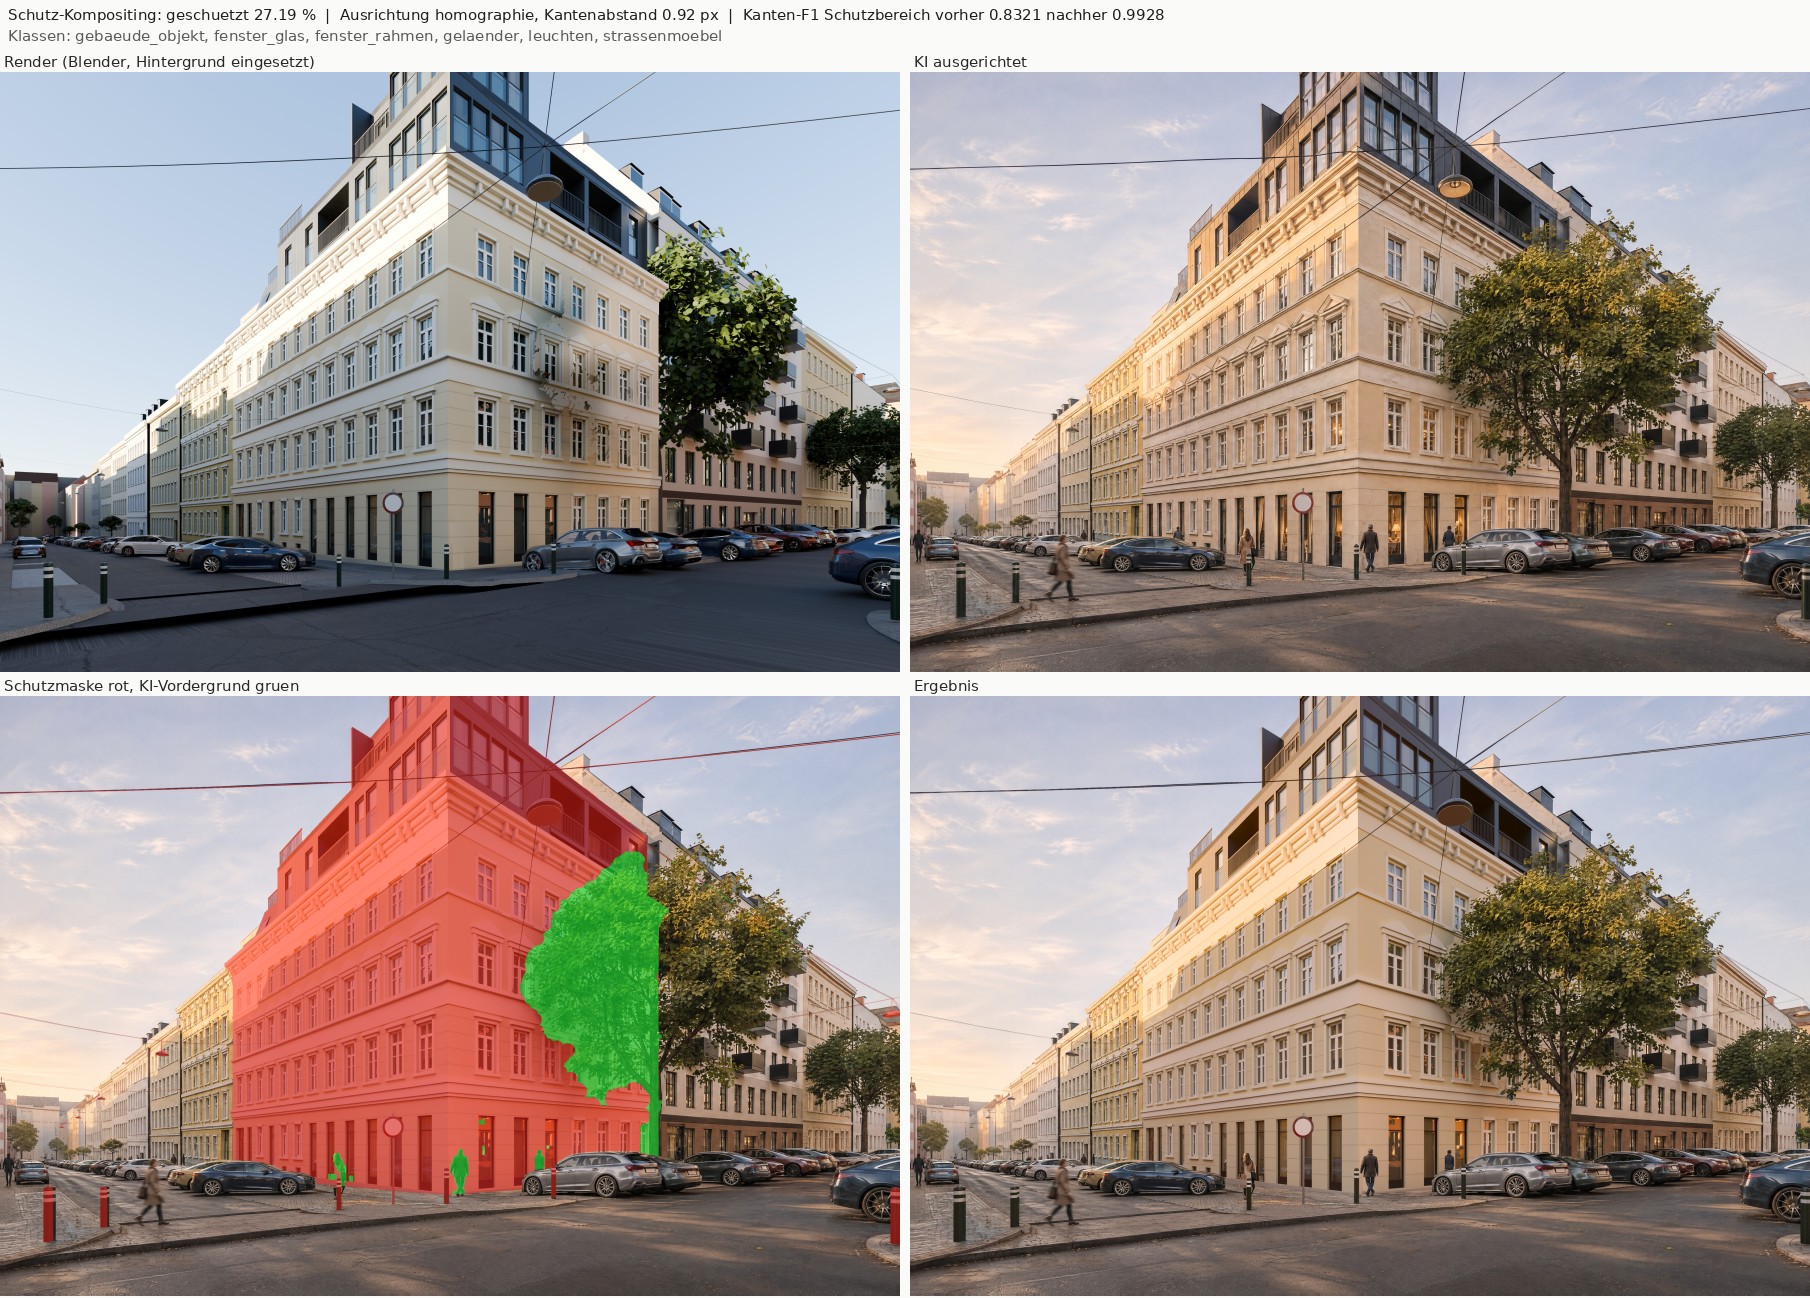 Schutz-Kompositing: geschuetzt 27.19 %  |  Ausrichtung homographie, Kantenabstand 0.92 px  |  Kanten-F1 Schutzbereich vorher 0.8321 nachher 0.9928
Klassen: gebaeude_objekt, fenster_glas, fenster_rahmen, gelaender, leuchten, strassenmoebel
Render (Blender, Hintergrund eingesetzt)
KI ausgerichtet
Schutzmaske rot, KI-Vordergrund gruen
Ergebnis